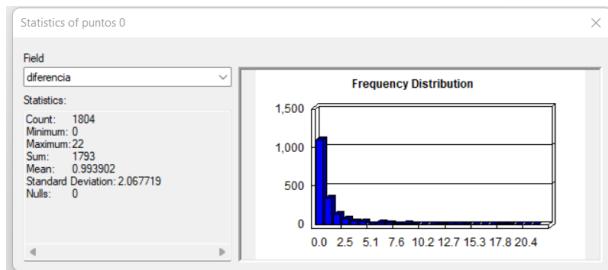 Statistics of puntos 0
Field
diferencia
Statistics:
Count: 1804
Minimum: 0
Maximum: 22
Sum: 1793
Mean: 0.993902
Standard Deviation: 2.067719
Nulls: 0
Frequency Distribution
1,500
1,000
500
0
0.0 2.5 5.1 7.6 10.2 12.7 15.3 17.8 20.4